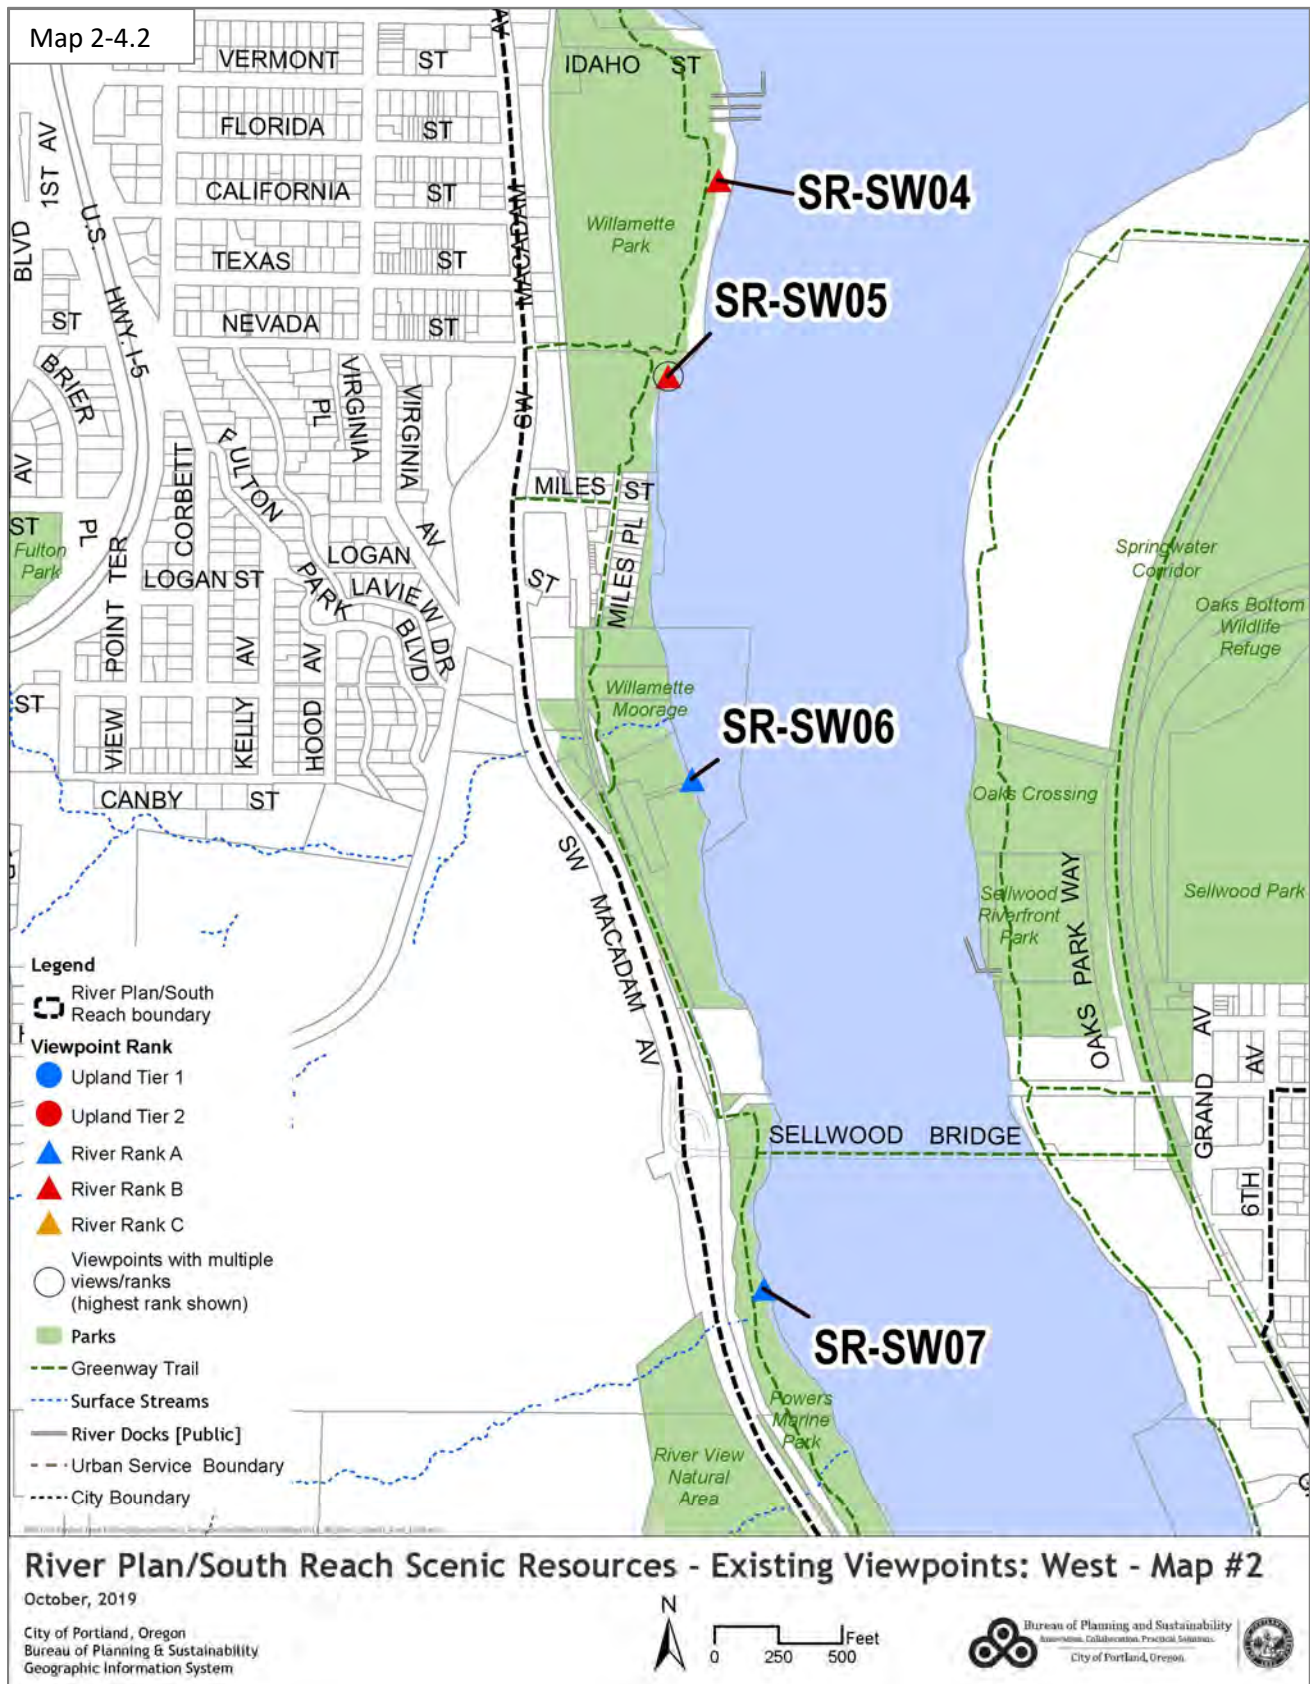 Map 2-4.2
AV
VERMONT ST
IDAHO ST
FLORIDA ST
1ST AV
CALIFORNIA ST
SR-SW04
U.S. HWY. I-5
MACADAM
Willamette
Park
BLVD
TEXAS ST
SR-SW05
ST
NEVADA ST
BRIER
PL
VIRGINIA
PL
VIRGINIA
AV
SW
AV
CORBETT
FULTON
PARK
BLVD
MILES ST
ST
Fulton
Park
PL
POINT TER
VIEW
LOGAN
LOGAN ST
LAVIEW DR
ST
MILES PL
Springwater
Corridor
Oaks Bottom
Wildlife
Refuge
AV
AV
KELLY
HOOD
ST
Willamette
Moorage
SR-SW06
CANBY ST
Oaks Crossing
SW
MACADAM
AV
Sellwood
Riverfront
Park
OAKS PARK WAY
Sellwood Park
GRAND AV
AV
6TH
SELLWOOD BRIDGE
SR-SW07
Powers
Marine
Park
River View
Natural
Area
Legend
River Plan/South
Reach boundary
Viewpoint Rank
Upland Tier 1
Upland Tier 2
River Rank A
River Rank B
River Rank C
Viewpoints with multiple
views/ranks
(highest rank shown)
Parks
Greenway Trail
Surface Streams
River Docks [Public]
Urban Service Boundary
City Boundary
River Plan/South Reach Scenic Resources - Existing Viewpoints: West - Map #2
October, 2019
City of Portland, Oregon
Bureau of Planning & Sustainability
Geographic Information System
N
0 250 500 Feet
Bureau of Planning and Sustainability
Innovation. Collaboration. Practical Solutions.
City of Portland, Oregon